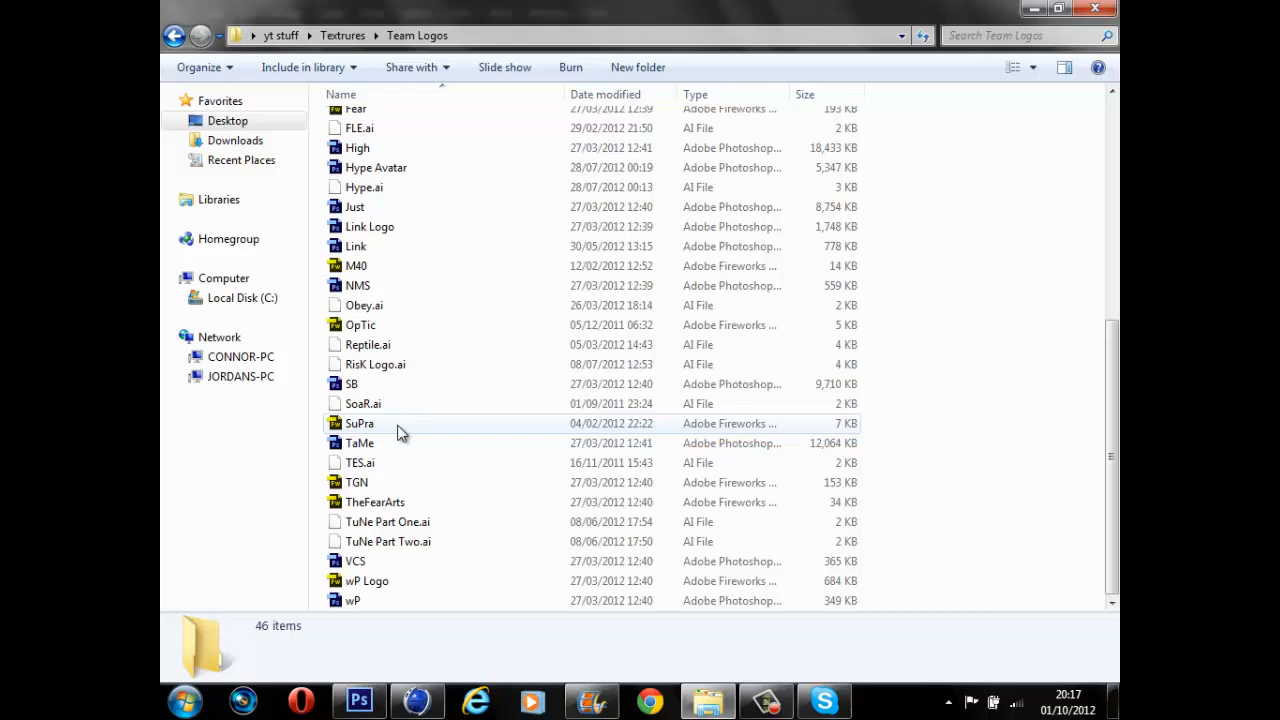 yt stuff Textrures Team Logos Search Team Logos
Organize Include in library Share with Slide show Burn New folder
Favorites
Desktop
Downloads
Recent Places
Libraries
Homegroup
Computer
Local Disk (C:)
Network
CONNOR-PC
JORDANS-PC
Name Date modified Type Size
Fear 27/03/2012 12:39 Adobe Fireworks ... 193 KB
FLE.ai 29/02/2012 21:50 AI File 2 KB
High 27/03/2012 12:41 Adobe Photoshop... 18,433 KB
Hype Avatar 28/07/2012 00:19 Adobe Photoshop... 5,347 KB
Hype.ai 28/07/2012 00:13 AI File 3 KB
Just 27/03/2012 12:40 Adobe Photoshop... 8,754 KB
Link Logo 27/03/2012 12:39 Adobe Photoshop... 1,748 KB
Link 30/05/2012 13:15 Adobe Photoshop... 778 KB
M40 12/02/2012 12:52 Adobe Fireworks ... 14 KB
NMS 27/03/2012 12:39 Adobe Photoshop... 559 KB
Obey.ai 26/03/2012 18:14 AI File 2 KB
OpTic 05/12/2011 06:32 Adobe Fireworks ... 5 KB
Reptile.ai 05/03/2012 14:43 AI File 4 KB
RisK Logo.ai 08/07/2012 12:53 AI File 4 KB
SB 27/03/2012 12:40 Adobe Photoshop... 9,710 KB
SoaR.ai 01/09/2011 23:24 AI File 2 KB
SuPra 04/02/2012 22:22 Adobe Fireworks ... 7 KB
TaMe 27/03/2012 12:41 Adobe Photoshop... 12,064 KB
TES.ai 16/11/2011 15:43 AI File 2 KB
TGN 27/03/2012 12:40 Adobe Fireworks ... 153 KB
TheFearArts 27/03/2012 12:40 Adobe Fireworks ... 34 KB
TuNe Part One.ai 08/06/2012 17:54 AI File 2 KB
TuNe Part Two.ai 08/06/2012 17:50 AI File 2 KB
VCS 27/03/2012 12:40 Adobe Photoshop... 365 KB
wP Logo 27/03/2012 12:40 Adobe Fireworks ... 684 KB
wP 27/03/2012 12:40 Adobe Photoshop... 349 KB
46 items
Ps
20:17
01/10/2012